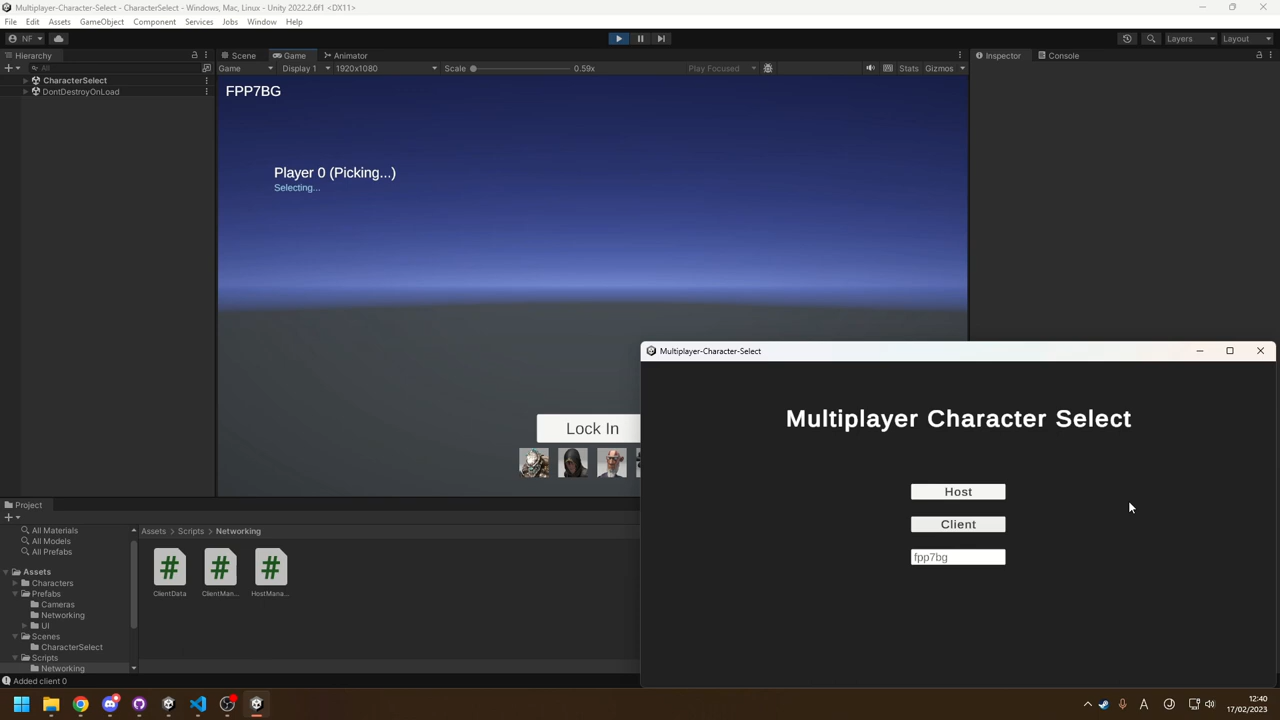 Multiplayer-Character-Select - CharacterSelect - Windows, Mac, Linux - Unity 2022.2.6f1 <DX11>
File Edit Assets GameObject Component Services Jobs Window Help
NF Layers Layout
Hierarchy Scene Game Animator Inspector Console
All Game Display 1 1920x1080 Scale 0.59x Play Focused Stats Gizmos
CharacterSelect
DontDestroyOnLoad
FPP7BG
Player 0 (Picking...)
Selecting...
Lock In
Multiplayer-Character-Select
Multiplayer Character Select
Host
Client
fpp7bg
Project
All Materials
All Models
All Prefabs
Assets
Characters
Prefabs
Cameras
Networking
UI
Scenes
CharacterSelect
Scripts
Networking
Assets Scripts Networking
ClientData ClientMan... HostMana...
Added client 0
A 12:40
17/02/2023